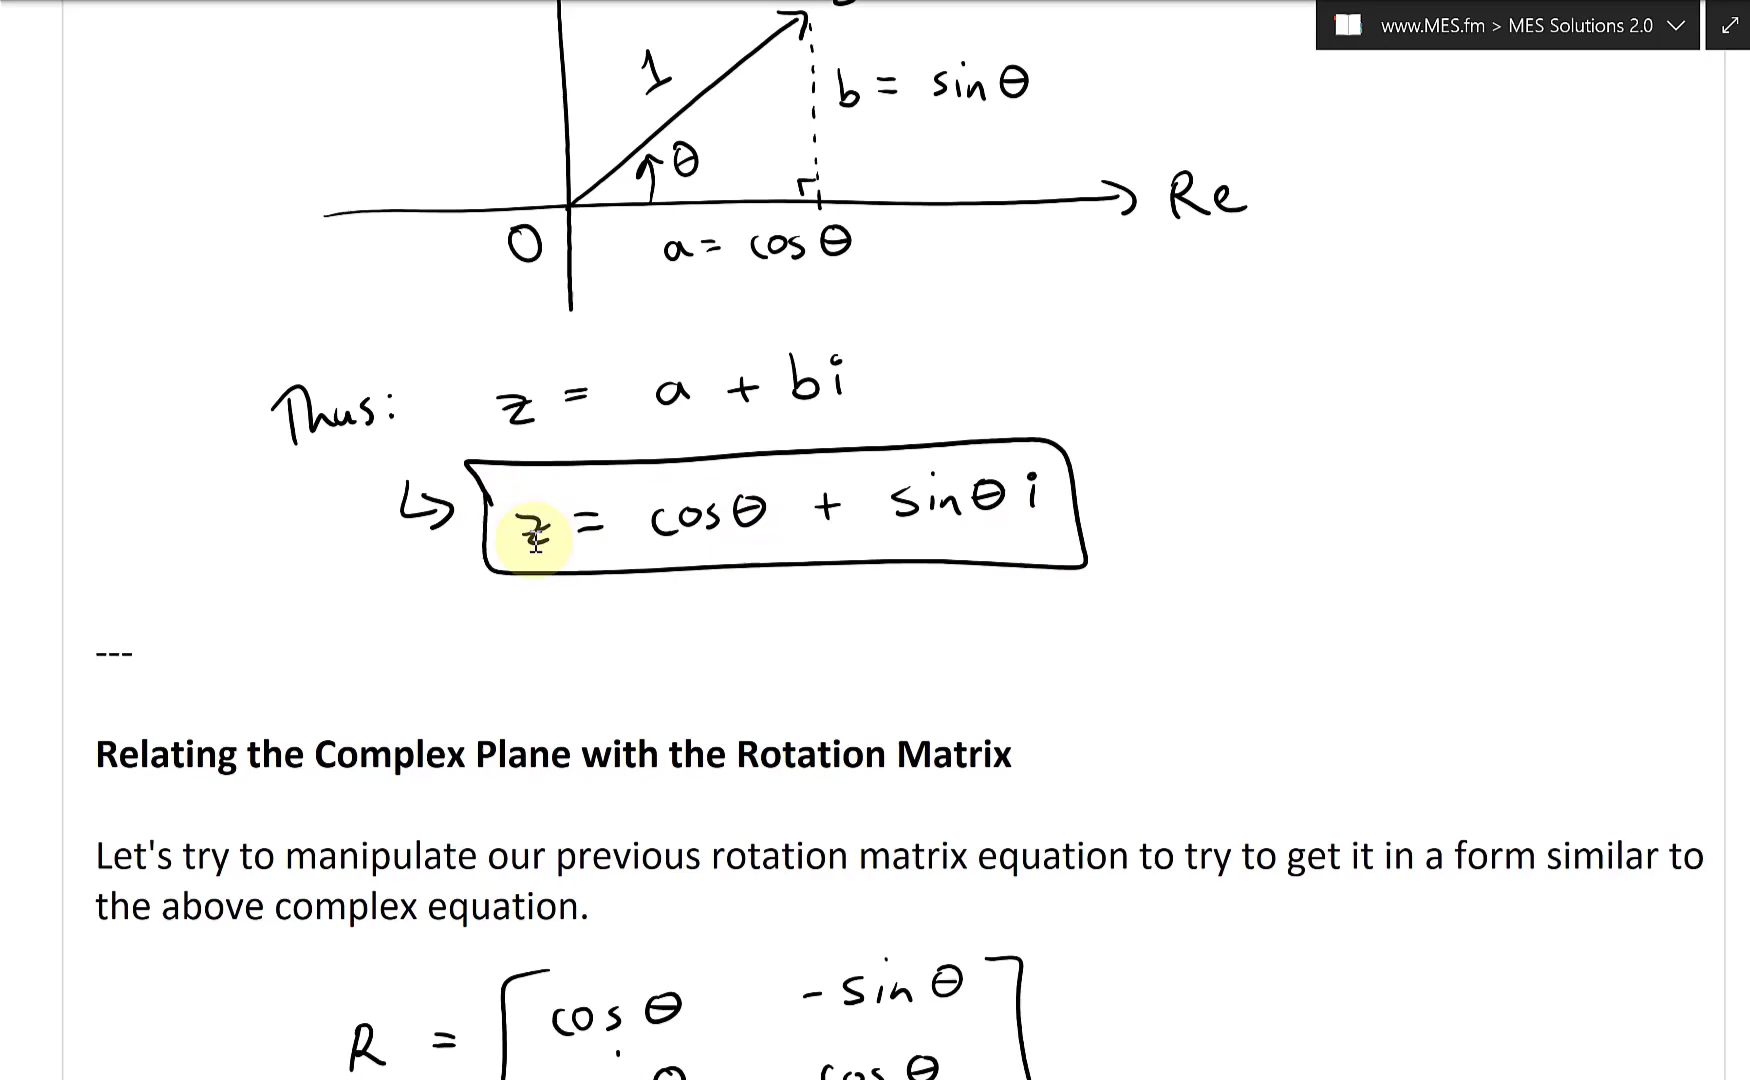 www.MES.fm > MES Solutions 2.0
1
b = sin θ
θ
Re
O
a = cos θ
Thus: z = a + bi
↳ z = cos θ + sin θ i
---
Relating the Complex Plane with the Rotation Matrix
Let's try to manipulate our previous rotation matrix equation to try to get it in a form similar to
the above complex equation.
cos θ - sin θ
R =
cos θ